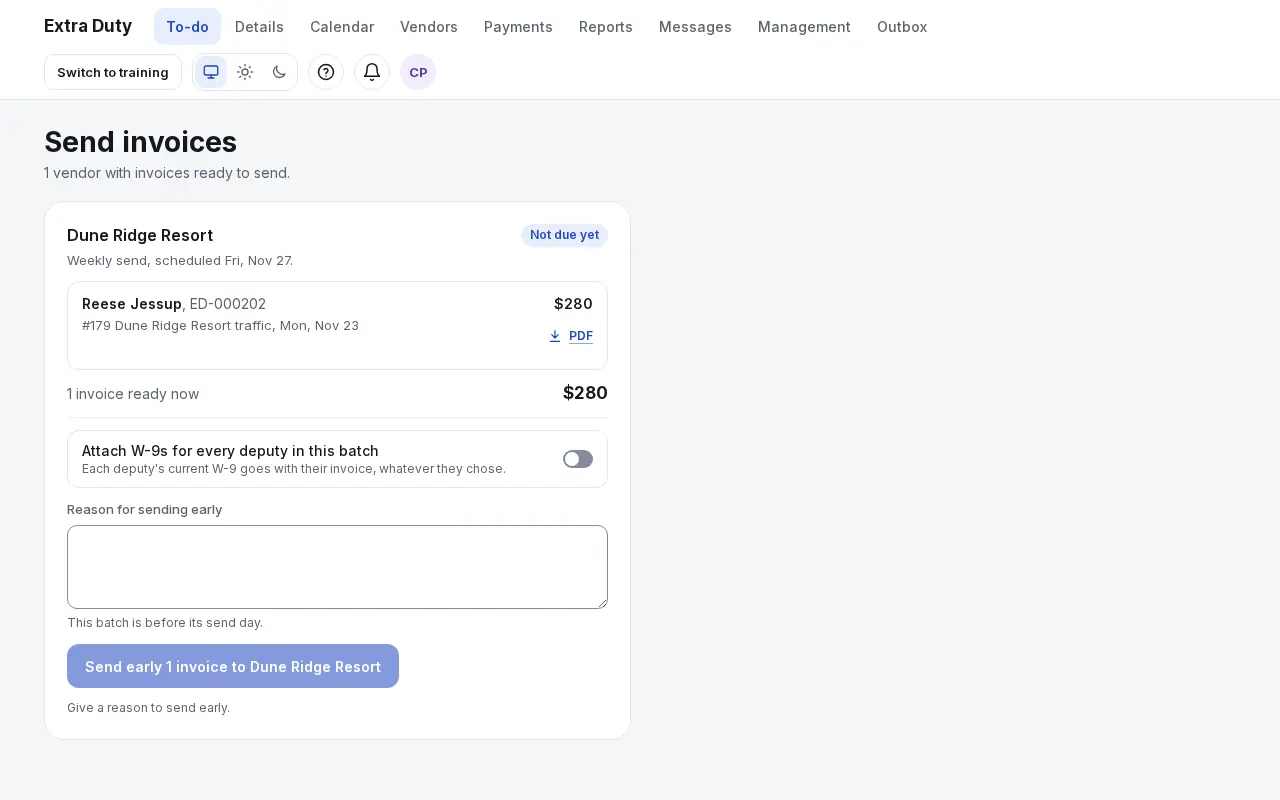 Extra Duty
To-do
Details
Calendar
Vendors
Payments
Reports
Messages
Management
Outbox
Switch to training
CP
Send invoices
1 vendor with invoices ready to send.
Dune Ridge Resort
Not due yet
Weekly send, scheduled Fri, Nov 27.
Reese Jessup, ED-000202
$280
#179 Dune Ridge Resort traffic, Mon, Nov 23
PDF
1 invoice ready now
$280
Attach W-9s for every deputy in this batch
Each deputy's current W-9 goes with their invoice, whatever they chose.
Reason for sending early
This batch is before its send day.
Send early 1 invoice to Dune Ridge Resort
Give a reason to send early.